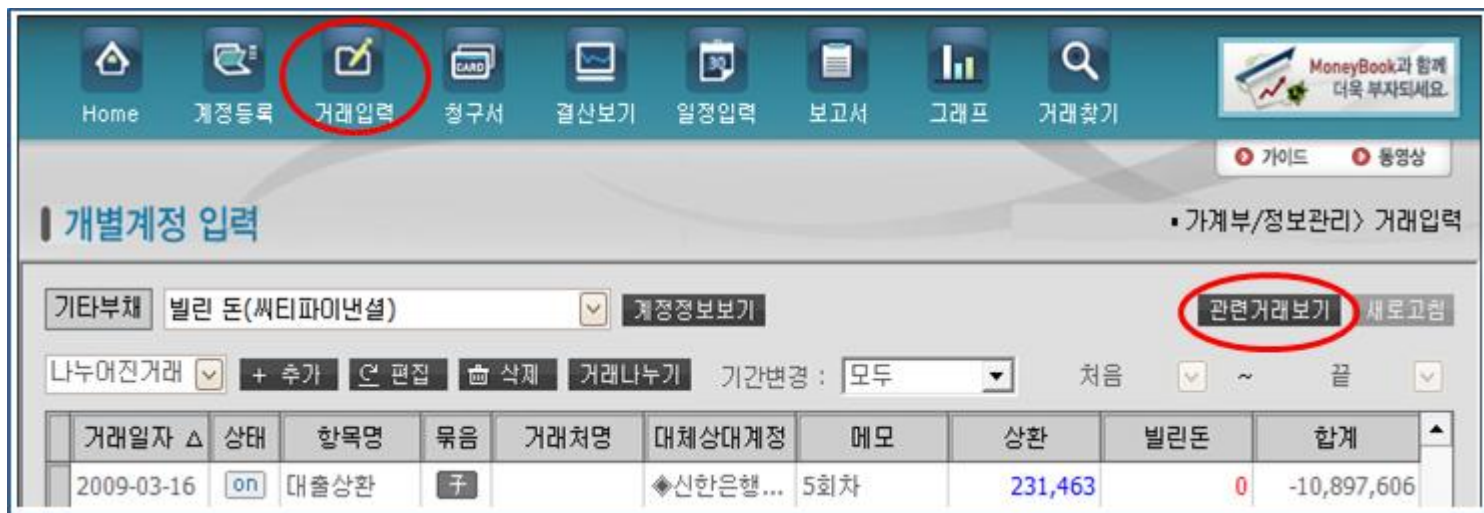 MoneyBook과 함께
더욱 부자되세요.
CARD
30
Home 계정등록 거래입력 청구서 결산보기 일정입력 보고서 그래프 거래찾기
가이드 동영상
개별계정 입력
▪가계부/정보관리> 거래입력
기타부채 빌린 돈(씨티파이낸셜) 계정정보보기 관련거래보기 새로고침
나누어진거래 + 추가 편집 삭제 거래나누기 기간변경 : 모두 처음 ~ 끝
거래일자 △ 상태 항목명 묶음 거래처명 대체상대계정 메모 상환 빌린돈 합계
2009-03-16 on 대출상환 子 ◈신한은행... 5회차 231,463 0 -10,897,606